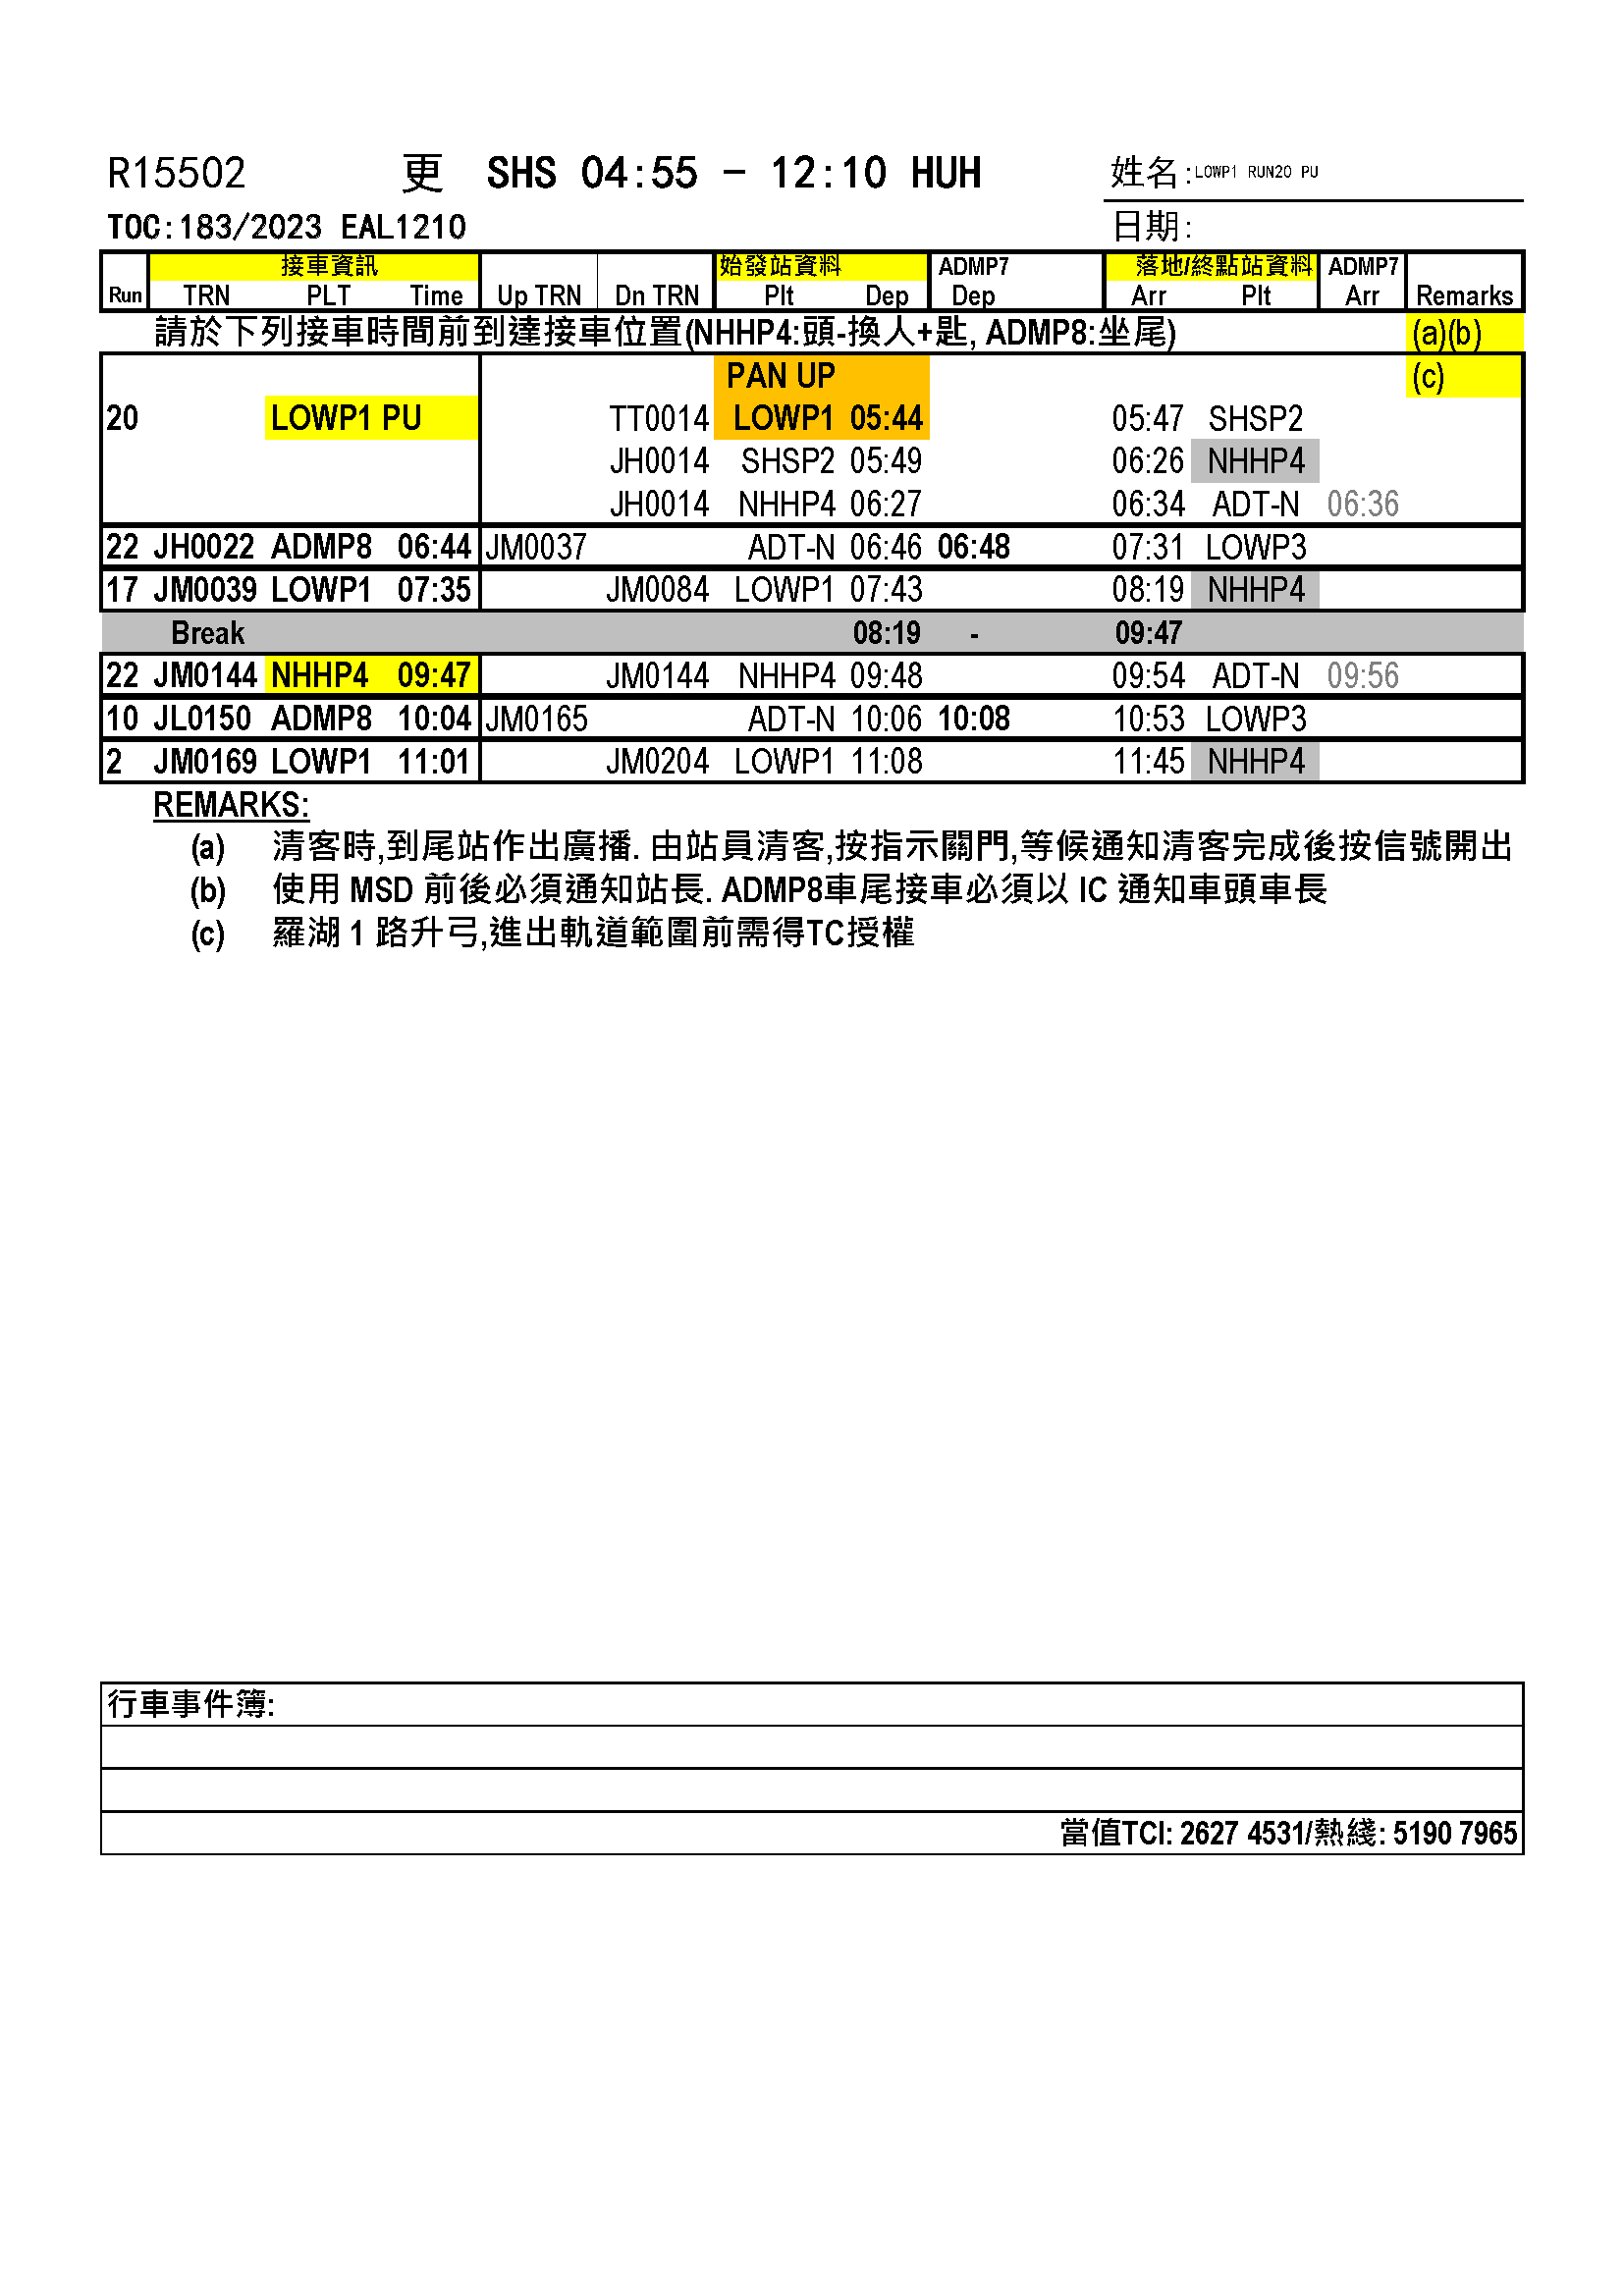 R15502 更 SHS 04:55 - 12:10 HUH 姓名:LOWP1 RUN20 PU
TOC:183/2023 EAL1210 日期:
接車資訊 始發站資料 ADMP7 落地/終點站資料 ADMP7
Run TRN PLT Time Up TRN Dn TRN Plt Dep Dep Arr Plt Arr Remarks
請於下列接車時間前到達接車位置(NHHP4:頭-換人+匙, ADMP8:坐尾) (a)(b)
PAN UP (c)
20 LOWP1 PU TT0014 LOWP1 05:44 05:47 SHSP2
JH0014 SHSP2 05:49 06:26 NHHP4
JH0014 NHHP4 06:27 06:34 ADT-N 06:36
22 JH0022 ADMP8 06:44 JM0037 ADT-N 06:46 06:48 07:31 LOWP3
17 JM0039 LOWP1 07:35 JM0084 LOWP1 07:43 08:19 NHHP4
Break 08:19 - 09:47
22 JM0144 NHHP4 09:47 JM0144 NHHP4 09:48 09:54 ADT-N 09:56
10 JL0150 ADMP8 10:04 JM0165 ADT-N 10:06 10:08 10:53 LOWP3
2 JM0169 LOWP1 11:01 JM0204 LOWP1 11:08 11:45 NHHP4
REMARKS:
(a) 清客時,到尾站作出廣播. 由站員清客,按指示關門,等候通知清客完成後按信號開出
(b) 使用 MSD 前後必須通知站長. ADMP8車尾接車必須以 IC 通知車頭車長
(c) 羅湖 1 路升弓,進出軌道範圍前需得TC授權
行車事件簿:
當值TCI: 2627 4531/熱綫: 5190 7965